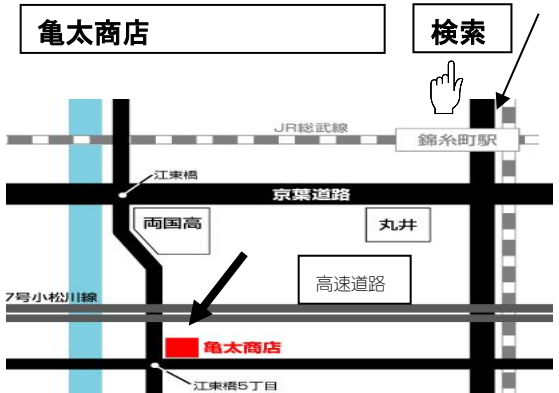 亀太商店
検索
JR総武線
錦糸町駅
江東橋
京葉道路
両国高
丸井
高速道路
7号小松川線
亀太商店
江東橋5丁目